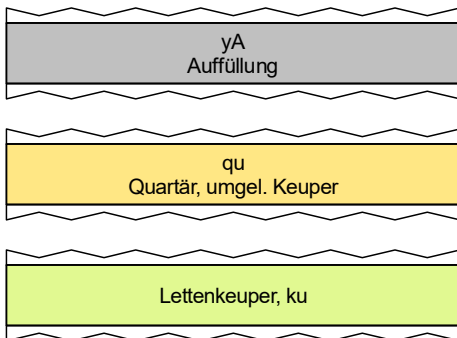 yA
Auffüllung
qu
Quartär, umgel. Keuper
Lettenkeuper, ku